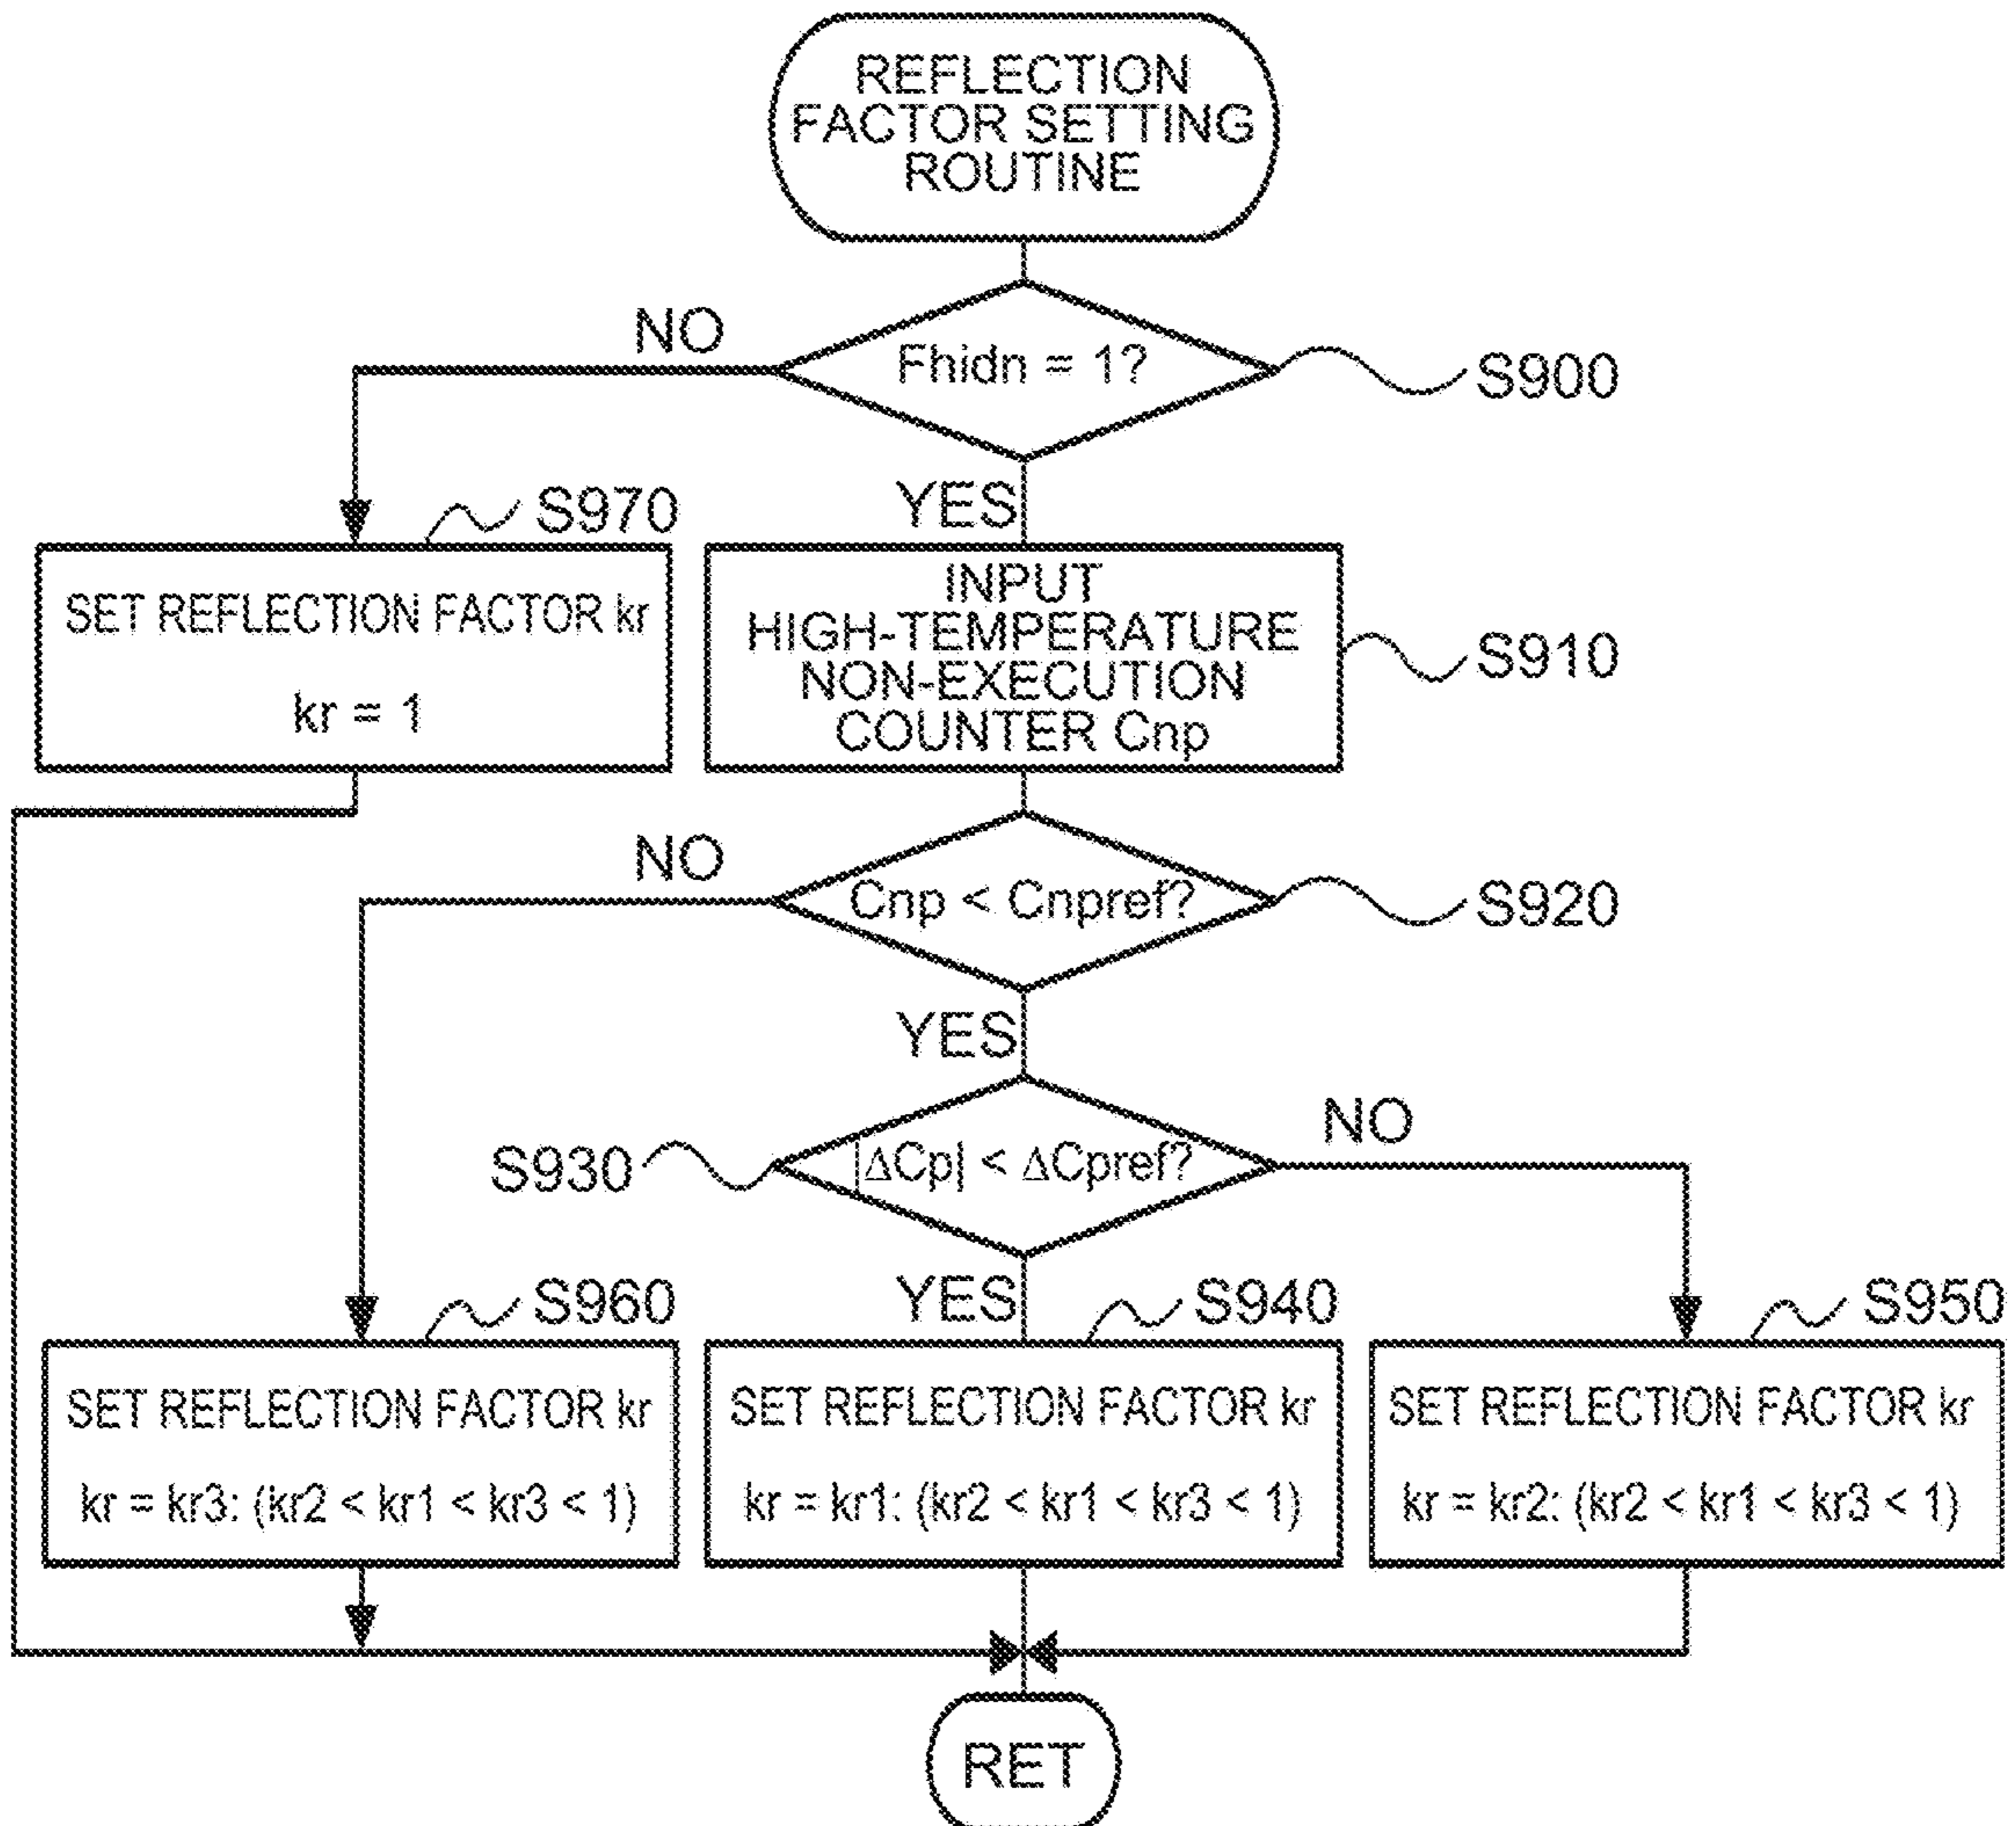 REFLECTION
FACTOR SETTING
ROUTINE
NO
Fhidn = 1?
S900
YES
S970
SET REFLECTION FACTOR kr
kr = 1
INPUT
HIGH-TEMPERATURE
NON-EXECUTION
COUNTER Cnp
S910
NO
Cnp < Cnpref?
S920
YES
S930
|ΔCp| < ΔCpref?
NO
YES
S960
SET REFLECTION FACTOR kr
kr = kr3: (kr2 < kr1 < kr3 < 1)
S940
SET REFLECTION FACTOR kr
kr = kr1: (kr2 < kr1 < kr3 < 1)
S950
SET REFLECTION FACTOR kr
kr = kr2: (kr2 < kr1 < kr3 < 1)
RET